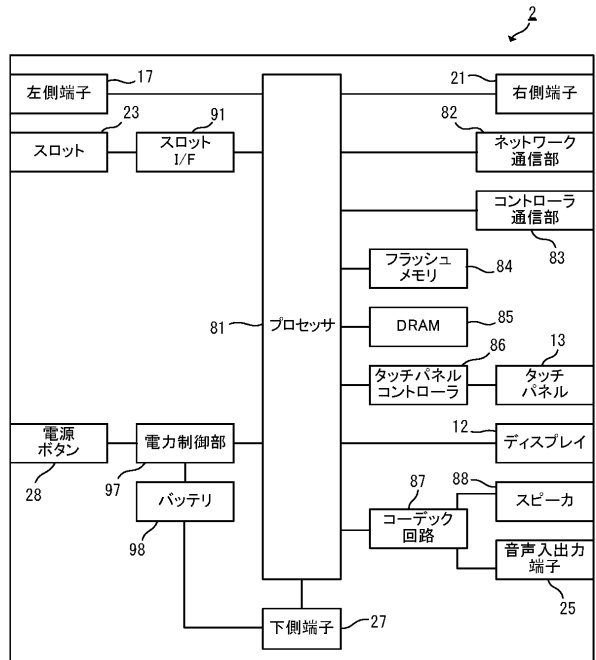 2
17
左側端子
21
右側端子
23
スロット
91
スロット
I/F
82
ネットワーク
通信部
コントローラ
通信部
83
フラッシュ
メモリ
84
81
プロセッサ
DRAM
85
86
タッチパネル
コントローラ
13
タッチ
パネル
電源
ボタン
28
電力制御部
97
12
ディスプレイ
バッテリ
98
87
コーデック
回路
88
スピーカ
音声入出力
端子
25
下側端子
27